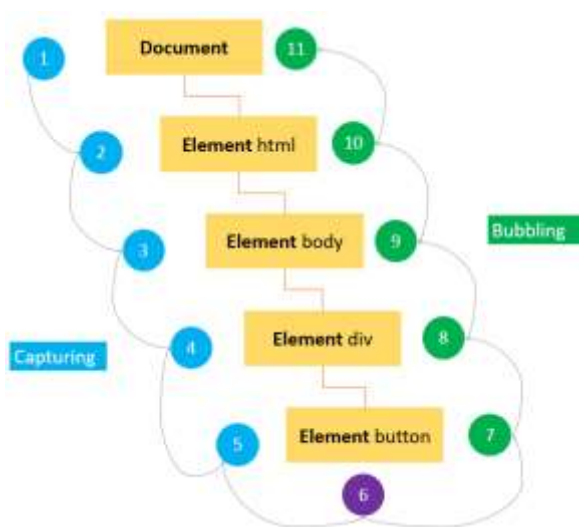 1 Document 11
2 Element html 10
3 Element body 9
Bubbling
4 Element div 8
Capturing
5 Element button 7
6